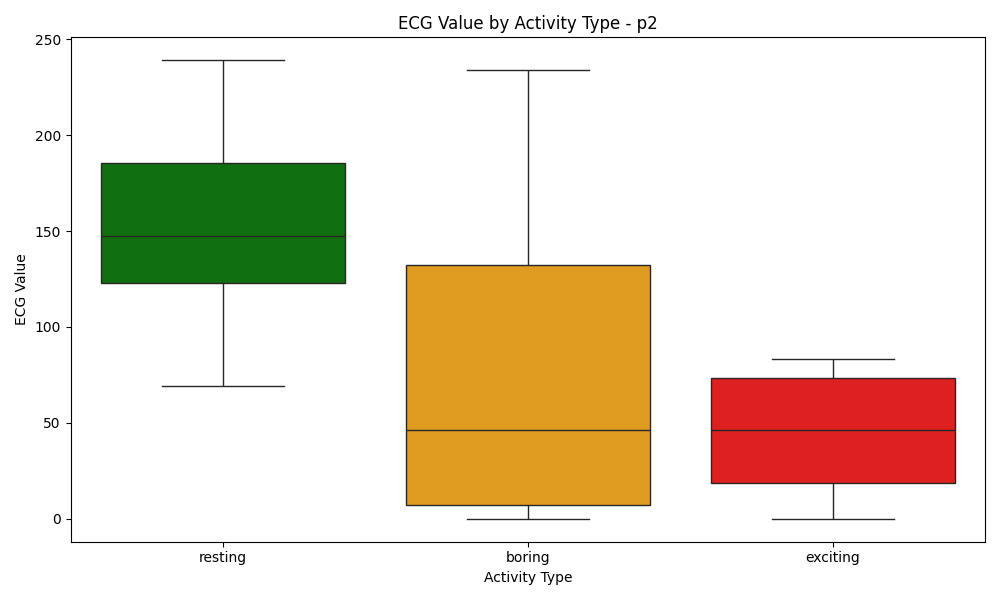 ECG Value by Activity Type - p2
ECG Value
250
200
150
100
50
0
resting
boring
exciting
Activity Type